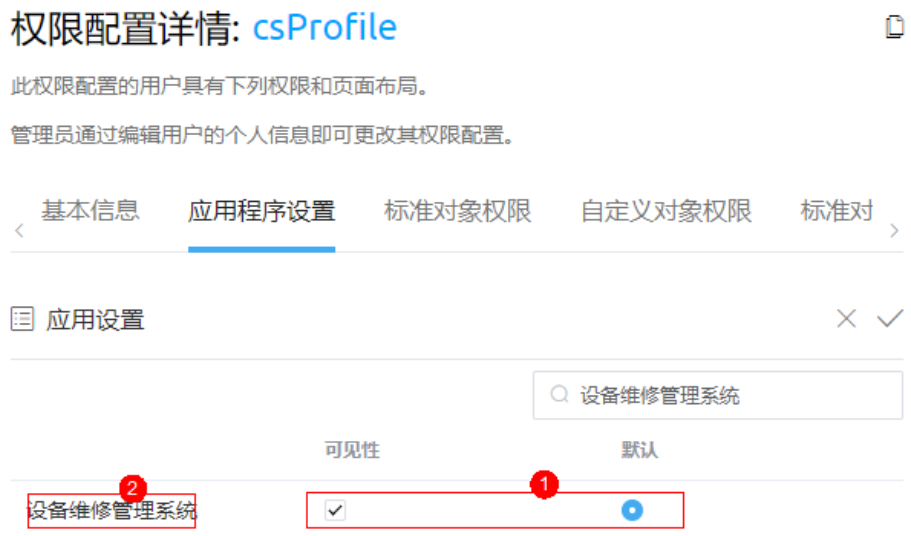 权限配置详情: csProfile
此权限配置的用户具有下列权限和页面布局。
管理员通过编辑用户的个人信息即可更改其权限配置。
基本信息 应用程序设置 标准对象权限 自定义对象权限 标准对
应用设置
设备维修管理系统
可见性 默认
2 1
设备维修管理系统